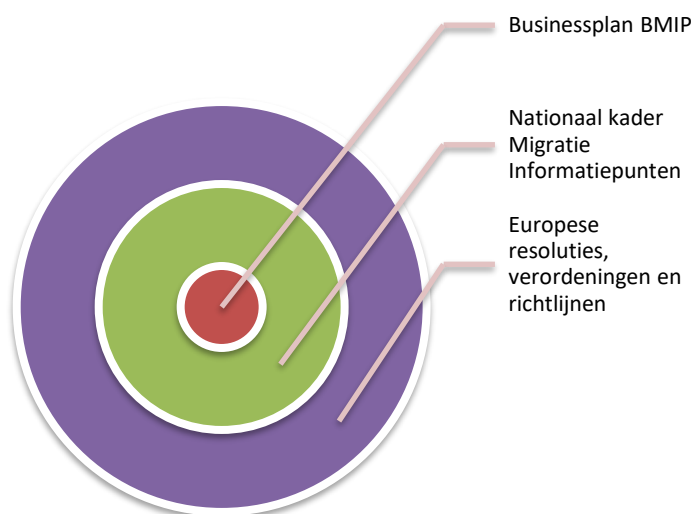 Businessplan BMIP
Nationaal kader
Migratie
Informatiepunten
Europese
resoluties,
verordeningen en
richtlijnen